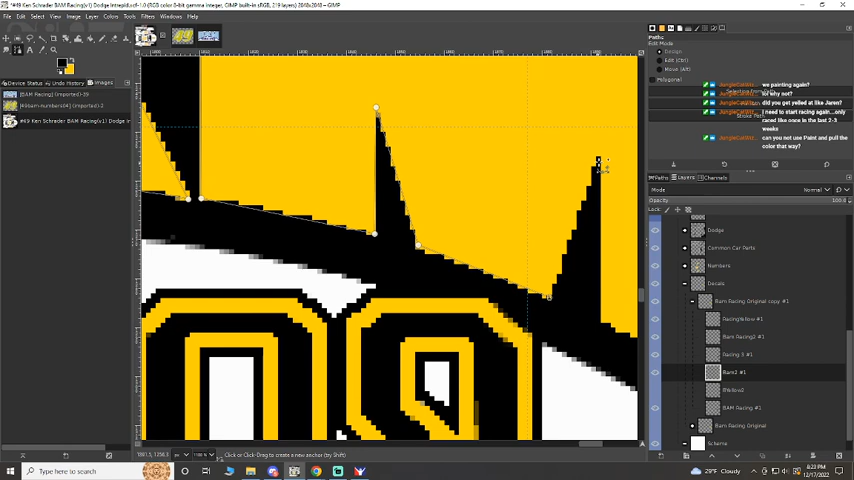 #49 Ken Schrader BAM Racing(v1) Dodge Intrepid.xcf-1.0 (RGB color 8-bit gamma integer, GIMP built-in sRGB, 219 layers) 2048x2048 – GIMP
File Edit Select View Image Layer Colors Tools Filters Windows Help
Device Status Undo History Images
[BAM Racing] (imported)-3
#49 Ken Schrader BAM Racing(v1) Dodge In
Paths
Edit Mode
Design
Edit (Ctrl)
Move (Alt)
Polygonal
Stroke Path
we painting again?
lol why not?
did you get yelled at like Jaren?
I need to start racing again...only
raced like once in the last 2-3
weeks
can you not use Paint and pull the
color that way?
Paths Layers Channels
Mode Normal
Opacity 100.0
Lock:
Dodge
Common Car Parts
Numbers
Decals
Bam Racing Original copy #1
RacingYellow #1
Bam Racing2 #1
Racing 3 #1
Bam2 #1
BYellow2
BAM Racing #1
Bam Racing Original
Scheme
px
Click or Click-Drag to create a new anchor (try Shift)
Type here to search
29°F Cloudy
8:23 PM
12/17/2022